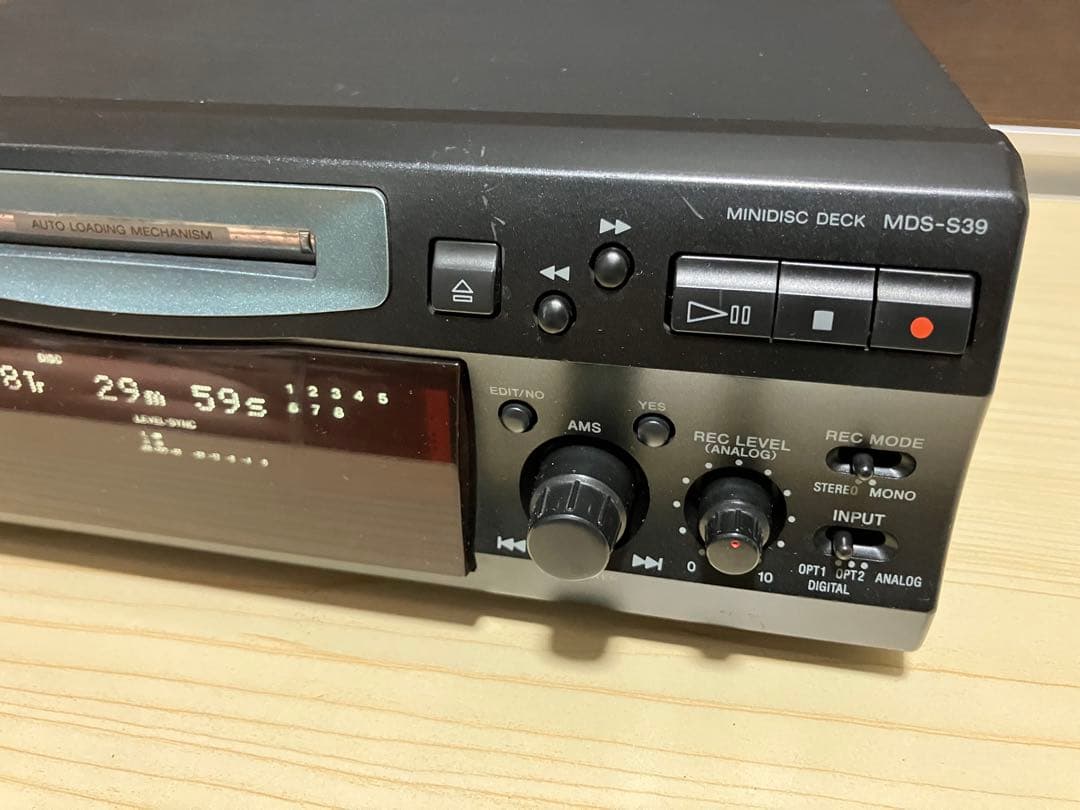 MINIDISC DECK MDS-S39
AUTO LOADING MECHANISM
DISC
8Tr 29m 59s
1 2 3 4 5
6 7 8
LEVEL-SYNC
EDIT/NO
YES
AMS
REC LEVEL
(ANALOG)
0 10
REC MODE
STEREO MONO
INPUT
OPT1 OPT2 ANALOG
DIGITAL